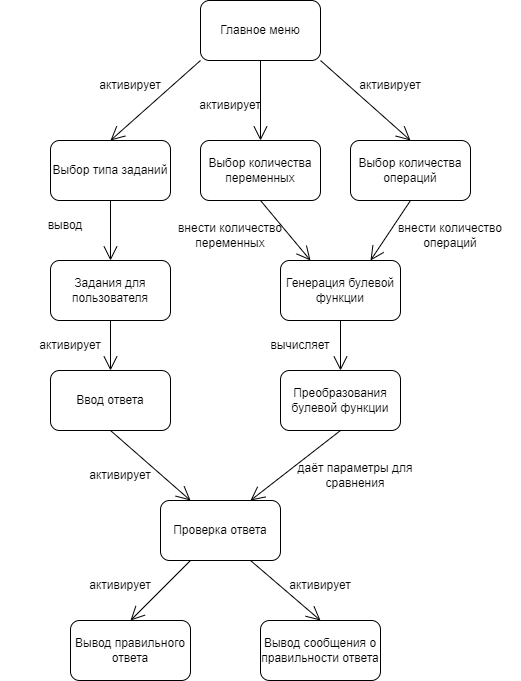 Главное меню
активирует
активирует
активирует
Выбор типа заданий
Выбор количества
переменных
Выбор количества
операций
вывод
внести количество
переменных
внести количество
операций
Задания для
пользователя
Генерация булевой
функции
активирует
вычисляет
Ввод ответа
Преобразования
булевой функции
активирует
даёт параметры для
сравнения
Проверка ответа
активирует
активирует
Вывод правильного
ответа
Вывод сообщения о
правильности ответа